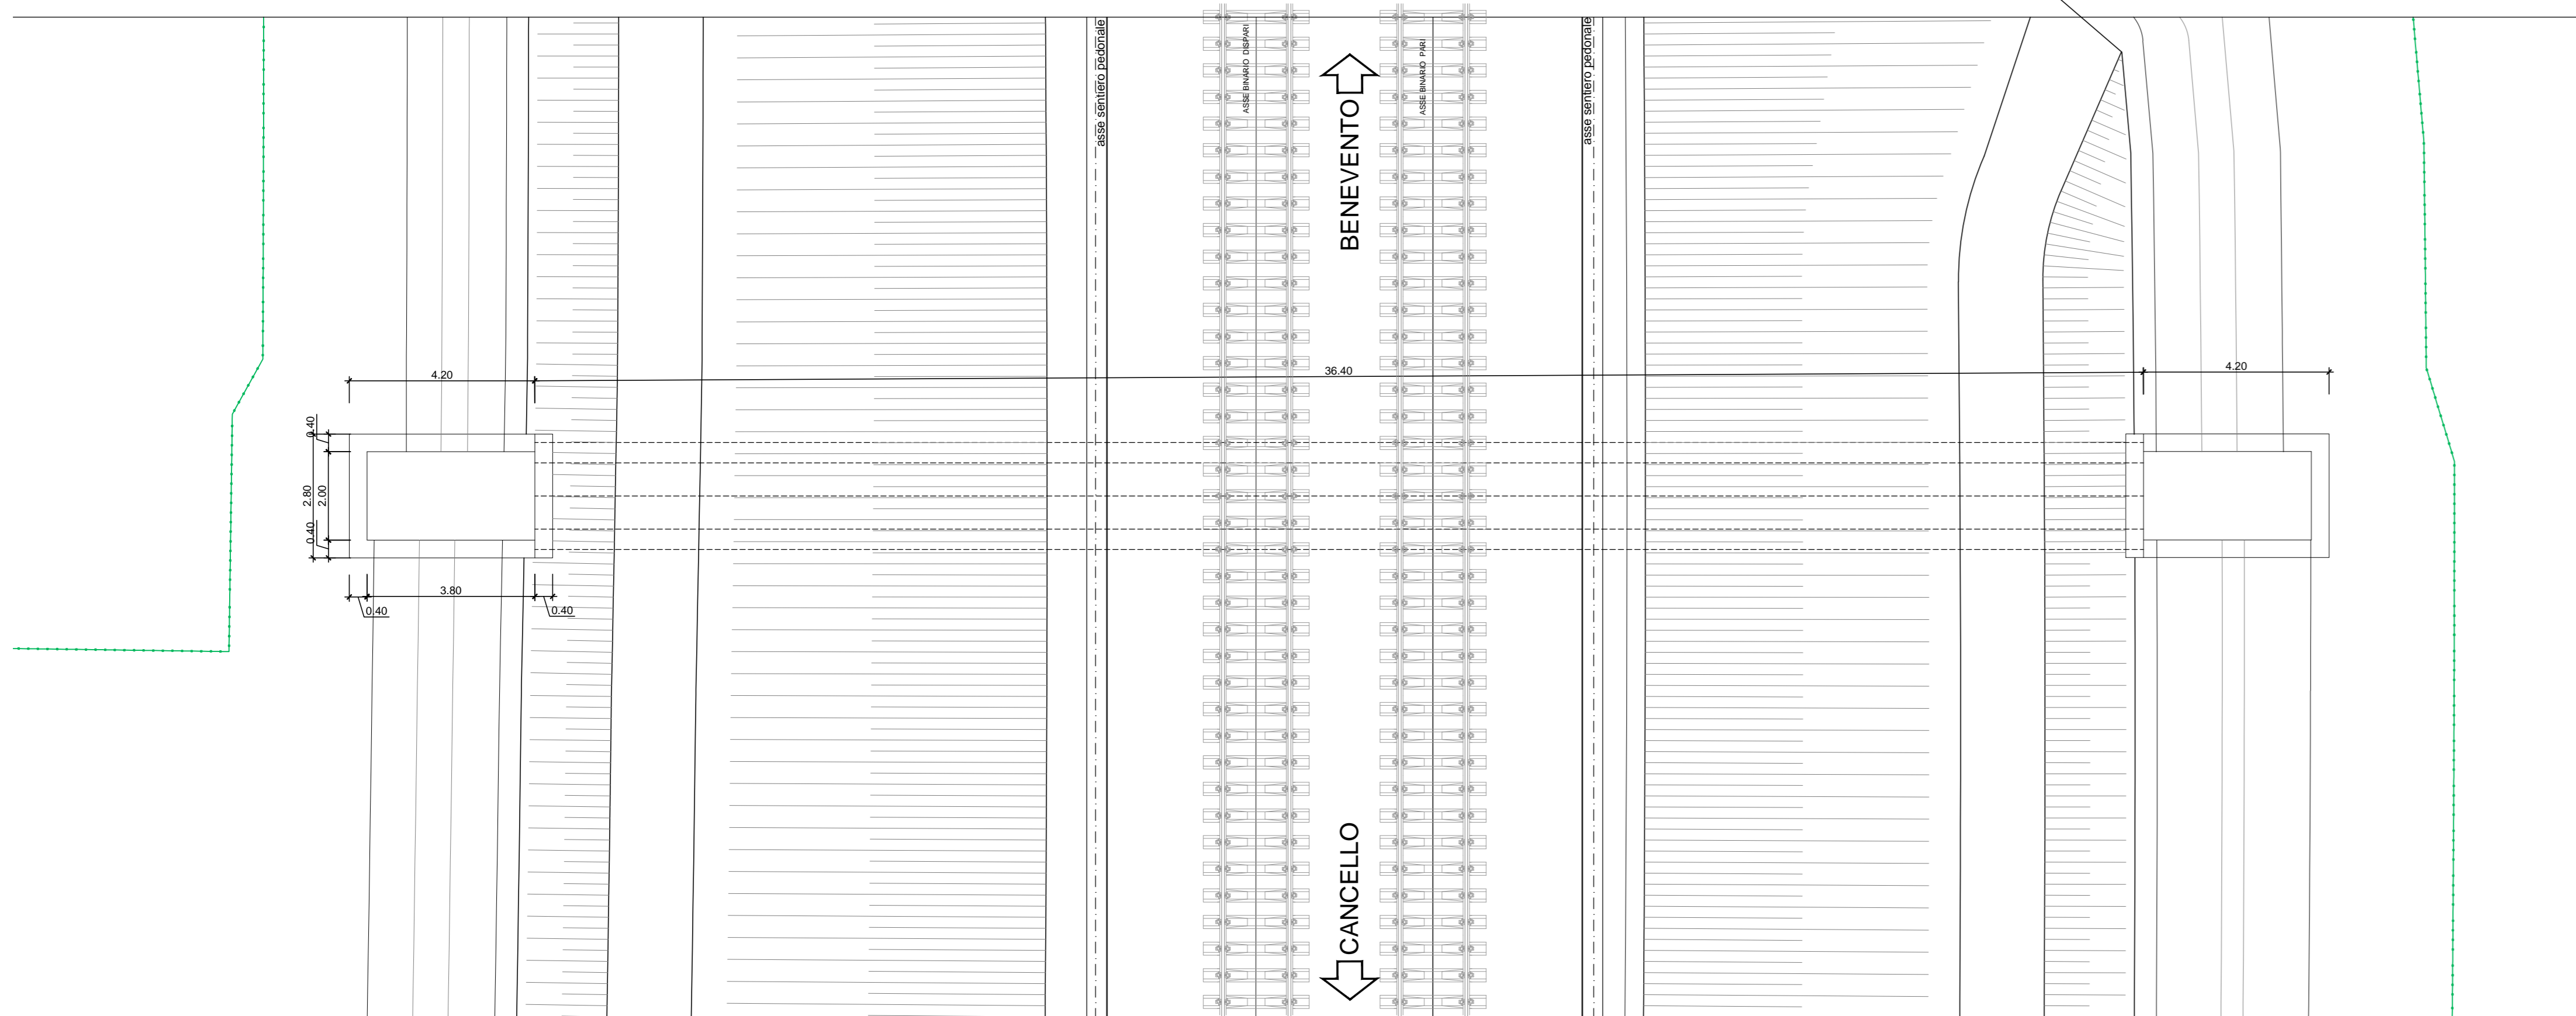 asse sentiero pedonale
ASSE BINARIO DISPARI
BENEVENTO
ASSE BINARIO PARI
asse sentiero pedonale
4.20
36.40
4.20
0.40
2.80
2.00
0.40
3.80
0.40
0.40
CANCELLO